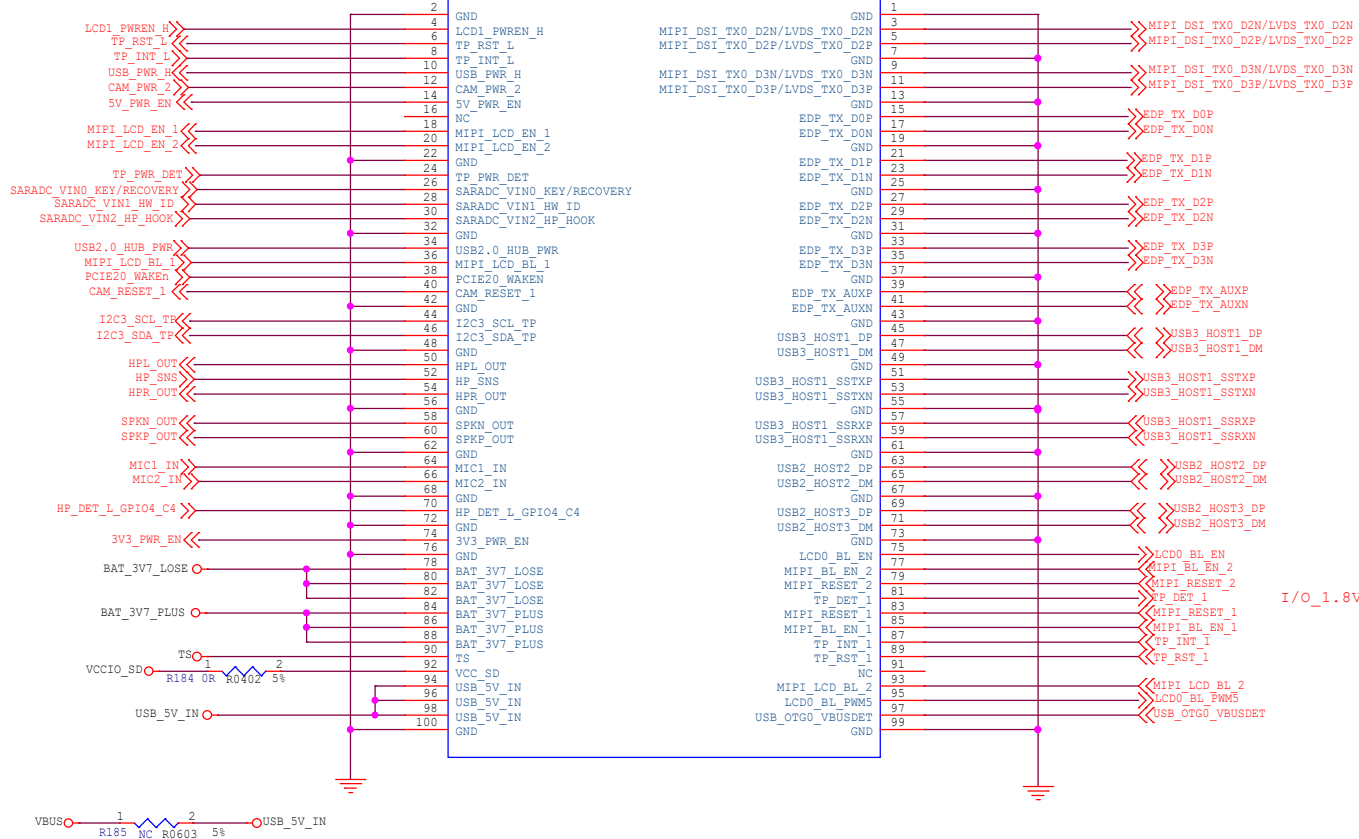 2 GND GND 1
LCD1_PWREN_H 4 LCD1_PWREN_H MIPI_DSI_TX0_D2N/LVDS_TX0_D2N 3 MIPI_DSI_TX0_D2N/LVDS_TX0_D2N
TP_RST_L 6 TP_RST_L MIPI_DSI_TX0_D2P/LVDS_TX0_D2P 5 MIPI_DSI_TX0_D2P/LVDS_TX0_D2P
TP_INT_L 8 TP_INT_L GND 7
USB_PWR_H 10 USB_PWR_H MIPI_DSI_TX0_D3N/LVDS_TX0_D3N 9 MIPI_DSI_TX0_D3N/LVDS_TX0_D3N
CAM_PWR_2 12 CAM_PWR_2 MIPI_DSI_TX0_D3P/LVDS_TX0_D3P 11 MIPI_DSI_TX0_D3P/LVDS_TX0_D3P
5V_PWR_EN 14 5V_PWR_EN GND 13
16 NC EDP_TX_D0P 15 EDP_TX_D0P
MIPI_LCD_EN_1 18 MIPI_LCD_EN_1 EDP_TX_D0N 17 EDP_TX_D0N
MIPI_LCD_EN_2 20 MIPI_LCD_EN_2 GND 19
22 GND EDP_TX_D1P 21 EDP_TX_D1P
TP_PWR_DET 24 TP_PWR_DET EDP_TX_D1N 23 EDP_TX_D1N
SARADC_VIN0_KEY/RECOVERY 26 SARADC_VIN0_KEY/RECOVERY GND 25
SARADC_VIN1_HW_ID 28 SARADC_VIN1_HW_ID EDP_TX_D2P 27 EDP_TX_D2P
SARADC_VIN2_HP_HOOK 30 SARADC_VIN2_HP_HOOK EDP_TX_D2N 29 EDP_TX_D2N
32 GND GND 31
USB2.0_HUB_PWR 34 USB2.0_HUB_PWR EDP_TX_D3P 33 EDP_TX_D3P
MIPI_LCD_BL_1 36 MIPI_LCD_BL_1 EDP_TX_D3N 35 EDP_TX_D3N
PCIE20_WAKEn 38 PCIE20_WAKEN GND 37
CAM_RESET_1 40 CAM_RESET_1 EDP_TX_AUXP 39 EDP_TX_AUXP
42 GND EDP_TX_AUXN 41 EDP_TX_AUXN
I2C3_SCL_TP 44 I2C3_SCL_TP GND 43
I2C3_SDA_TP 46 I2C3_SDA_TP USB3_HOST1_DP 45 USB3_HOST1_DP
48 GND USB3_HOST1_DM 47 USB3_HOST1_DM
HPL_OUT 50 HPL_OUT GND 49
HP_SNS 52 HP_SNS USB3_HOST1_SSTXP 51 USB3_HOST1_SSTXP
HPR_OUT 54 HPR_OUT USB3_HOST1_SSTXN 53 USB3_HOST1_SSTXN
56 GND GND 55
SPKN_OUT 58 SPKN_OUT USB3_HOST1_SSRXP 57 USB3_HOST1_SSRXP
SPKP_OUT 60 SPKP_OUT USB3_HOST1_SSRXN 59 USB3_HOST1_SSRXN
62 GND GND 61
MIC1_IN 64 MIC1_IN USB2_HOST2_DP 63 USB2_HOST2_DP
MIC2_IN 66 MIC2_IN USB2_HOST2_DM 65 USB2_HOST2_DM
68 GND GND 67
HP_DET_L_GPIO4_C4 70 HP_DET_L_GPIO4_C4 USB2_HOST3_DP 69 USB2_HOST3_DP
72 GND USB2_HOST3_DM 71 USB2_HOST3_DM
3V3_PWR_EN 74 3V3_PWR_EN GND 73
76 GND LCD0_BL_EN 75 LCD0_BL_EN
BAT_3V7_LOSE 78 BAT_3V7_LOSE MIPI_BL_EN_2 77 MIPI_BL_EN_2
80 BAT_3V7_LOSE MIPI_RESET_2 79 MIPI_RESET_2
82 BAT_3V7_LOSE TP_DET_1 81 TP_DET_1 I/O_1.8V
BAT_3V7_PLUS 84 BAT_3V7_PLUS MIPI_RESET_1 83 MIPI_RESET_1
86 BAT_3V7_PLUS MIPI_BL_EN_1 85 MIPI_BL_EN_1
88 BAT_3V7_PLUS TP_INT_1 87 TP_INT_1
TS 90 TS TP_RST_1 89 TP_RST_1
VCCIO_SD 1 2 92 VCC_SD NC 91
R184 0R R0402 5%
94 USB_5V_IN MIPI_LCD_BL_2 93 MIPI_LCD_BL_2
96 USB_5V_IN LCD0_BL_PWM5 95 LCD0_BL_PWM5
USB_5V_IN 98 USB_5V_IN USB_OTG0_VBUSDET 97 USB_OTG0_VBUSDET
100 GND GND 99
VBUS 1 2 USB_5V_IN
R185 NC R0603 5%